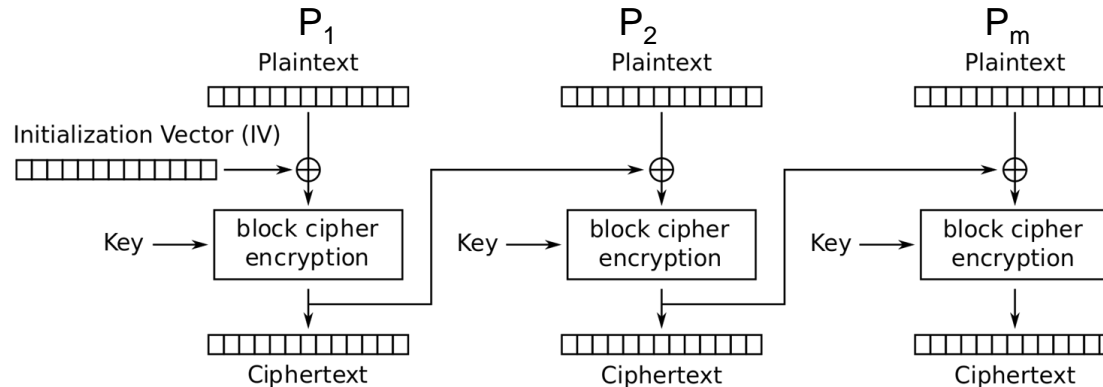 P1 P2 Pm
Plaintext Plaintext Plaintext
Initialization Vector (IV)
Key block cipher encryption Key block cipher encryption Key block cipher encryption
Ciphertext Ciphertext Ciphertext